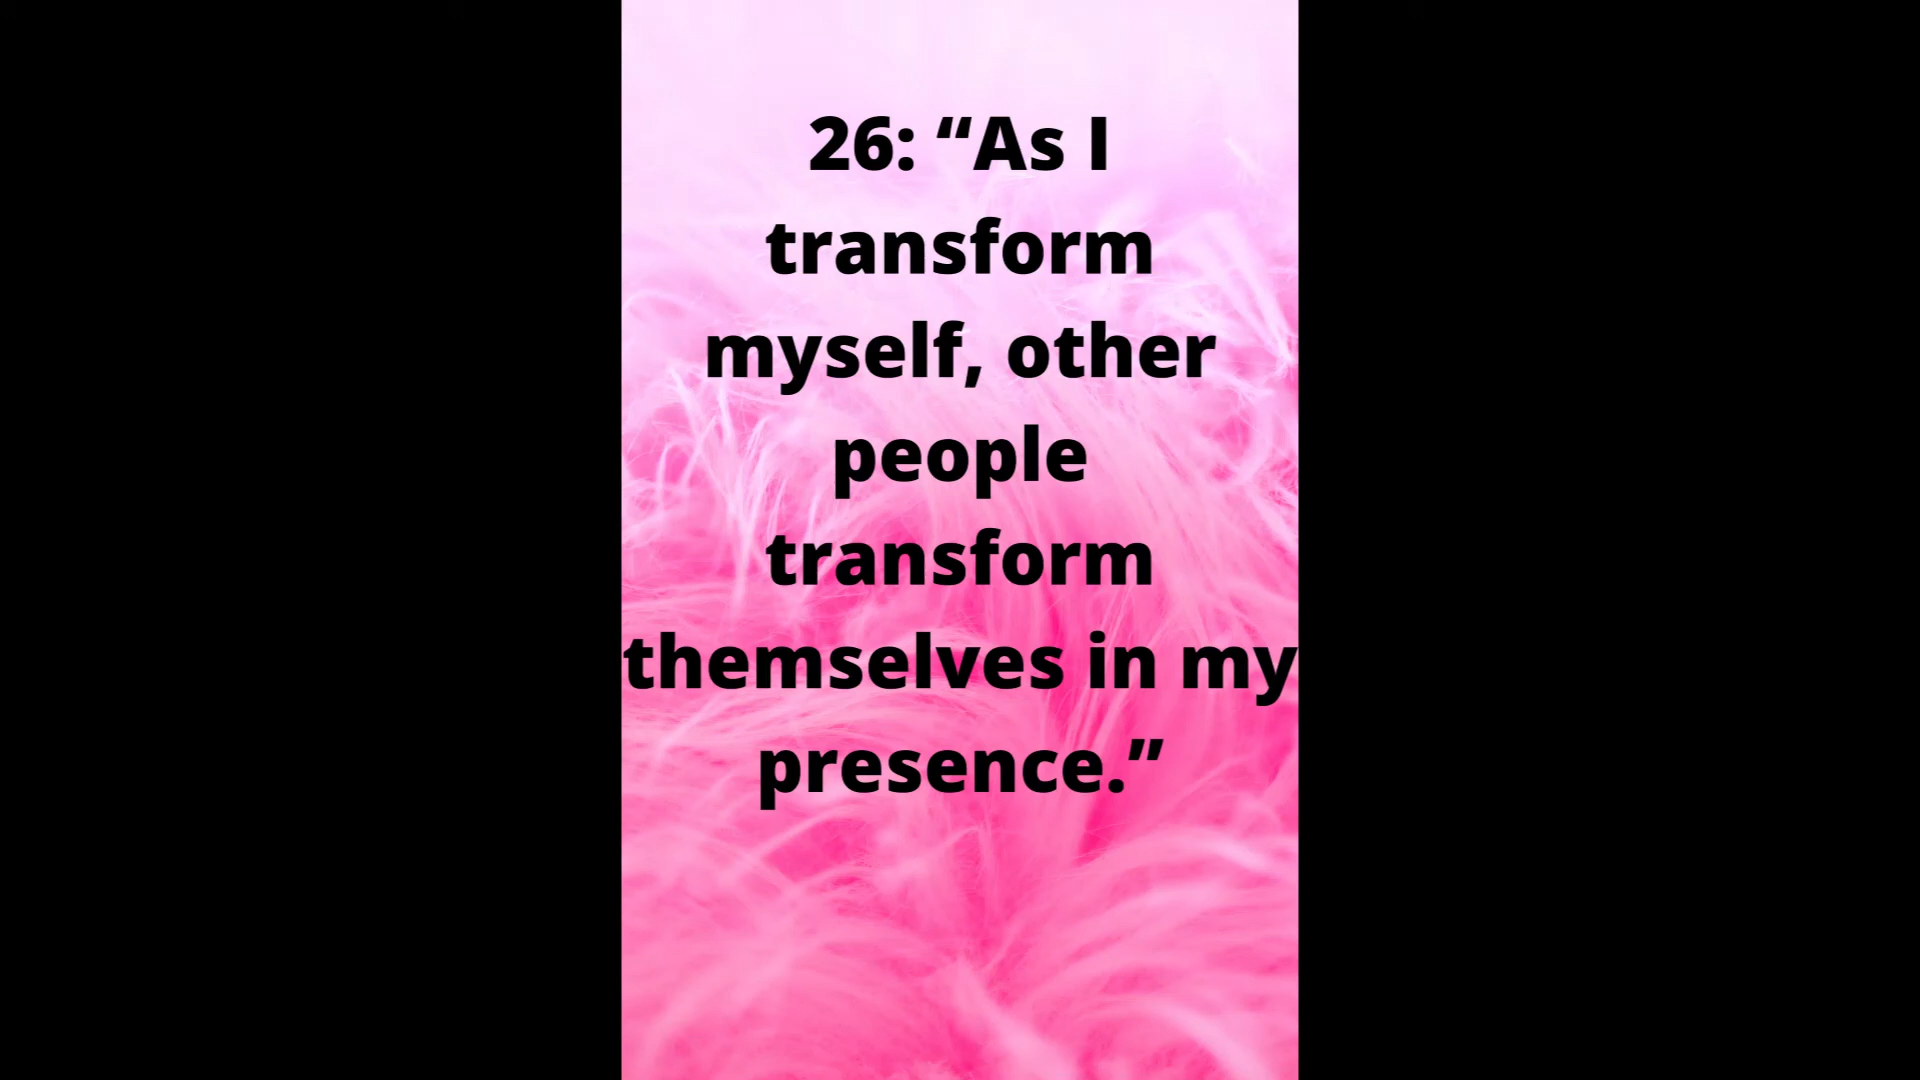 26: “As I
transform
myself, other
people
transform
themselves in my
presence.”